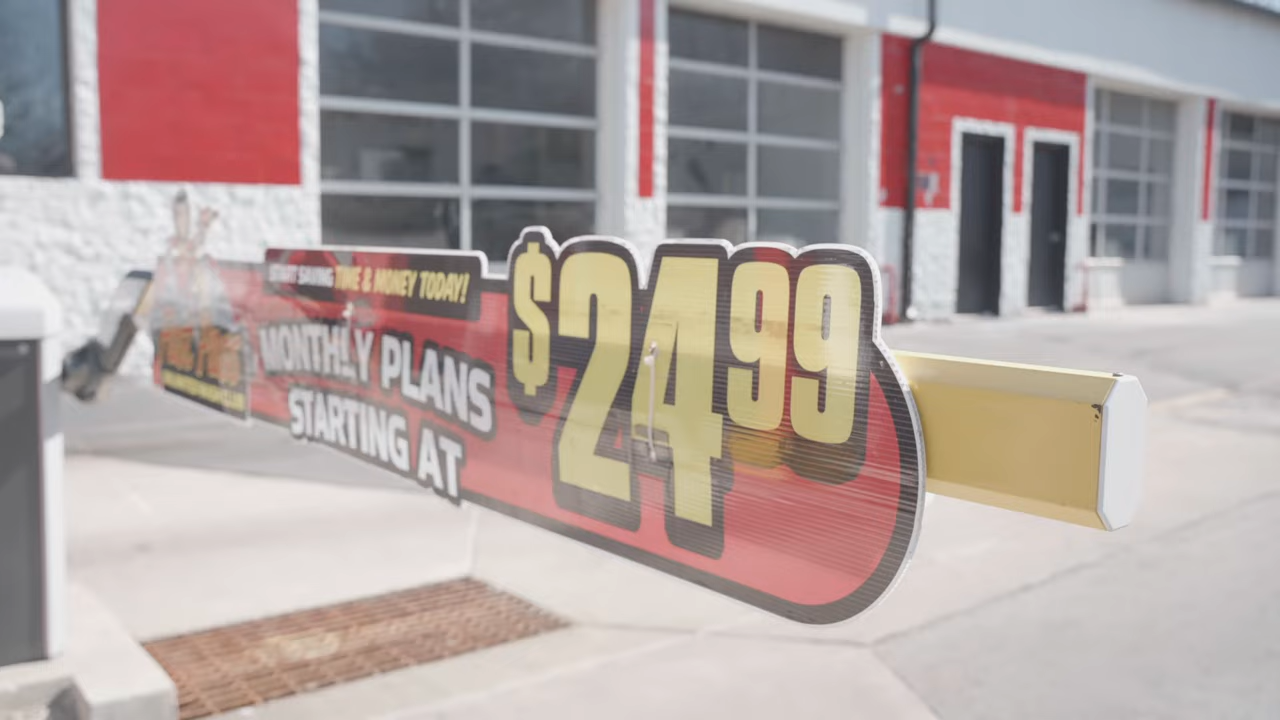 START SAVING TIME & MONEY TODAY!
MONTHLY PLANS
STARTING AT
$2499